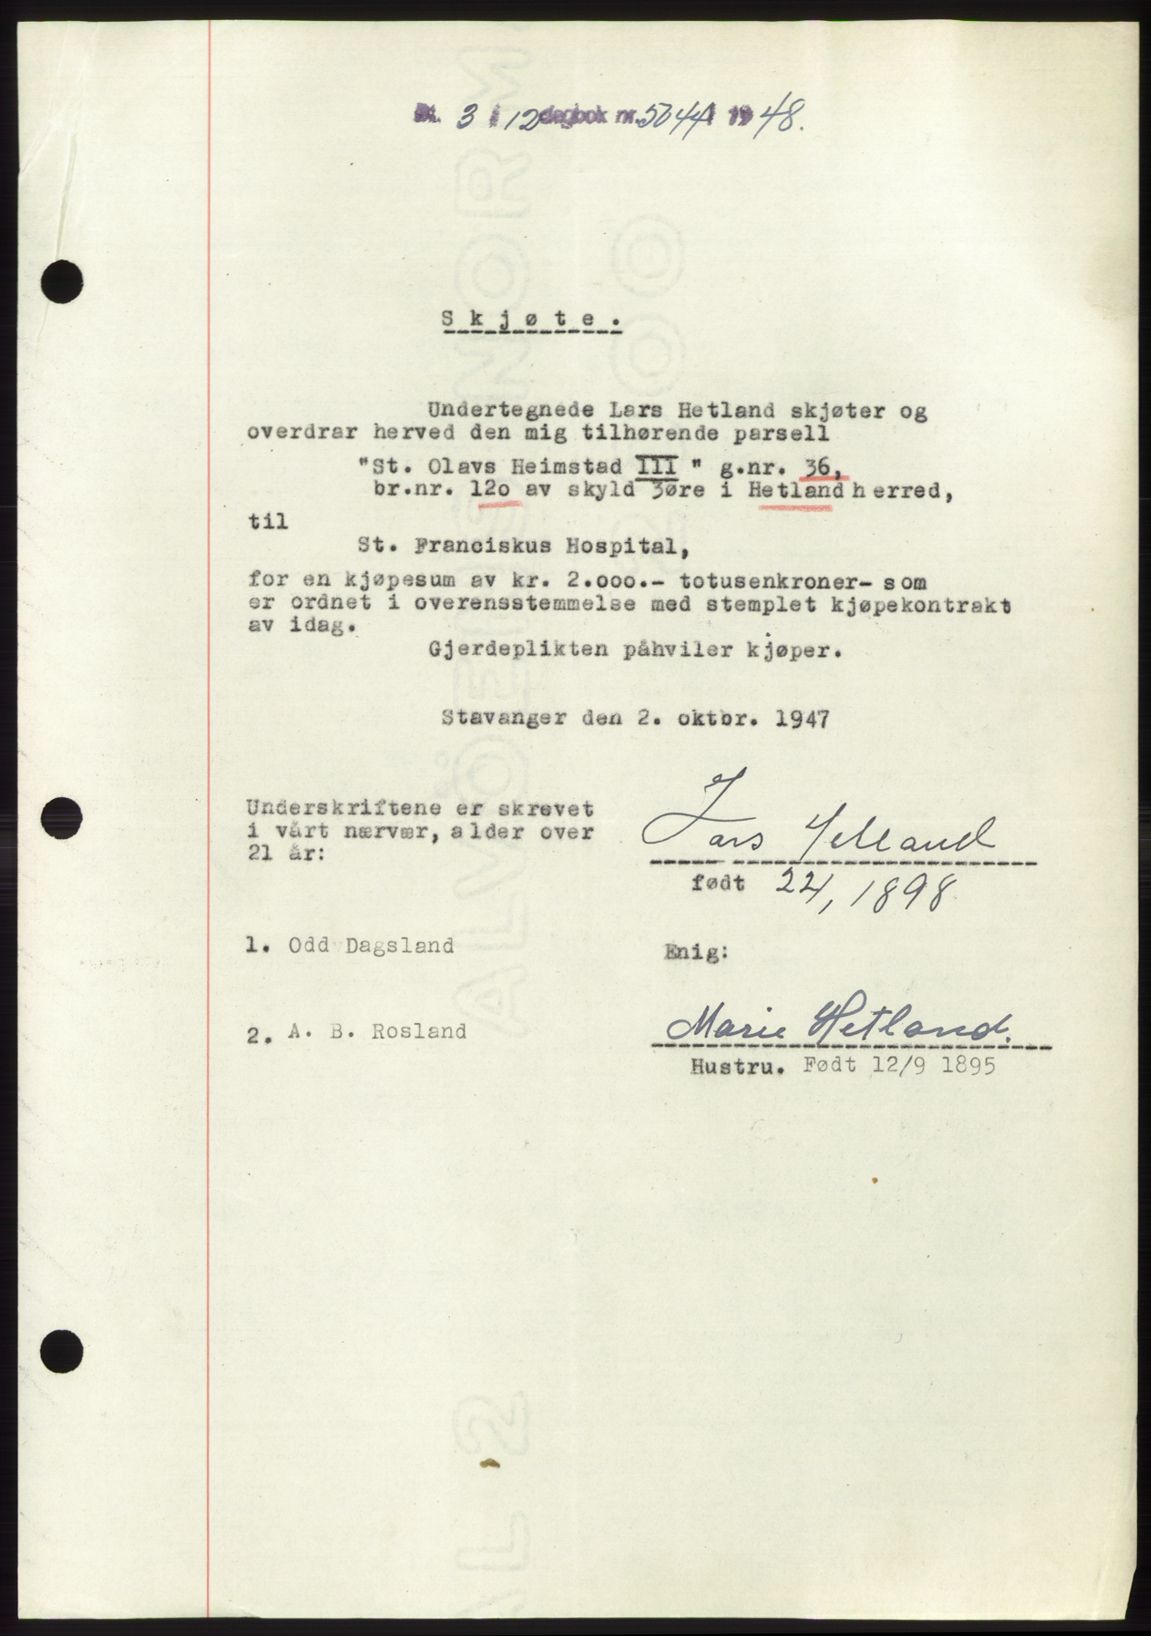 3 / 12 dagbok nr. 5044 1948.
Skjøte.
Undertegnede Lars Hetland skjøter og
overdrar herved den mig tilhørende parsell
"St. Olavs Heimstad III " g.nr. 36,
br.nr. 12o av skyld 3øre i Hetland herred,
til
St. Franciskus Hospital,
for en kjøpesum av kr. 2.ooo.- totusenkroner- som
er ordnet i overensstemmelse med stemplet kjøpekontrakt
av idag.
Gjerdeplikten påhviler kjøper.
Stavanger den 2. oktbr. 1947
Underskriftene er skrevet
i vårt nærvær, alder over
21 år:
Lars Hetland
født 22/, 1898
1. Odd Dagsland
Enig:
2. A. B. Rosland
Marie Hetland.
Hustru. Født 12/9 1895